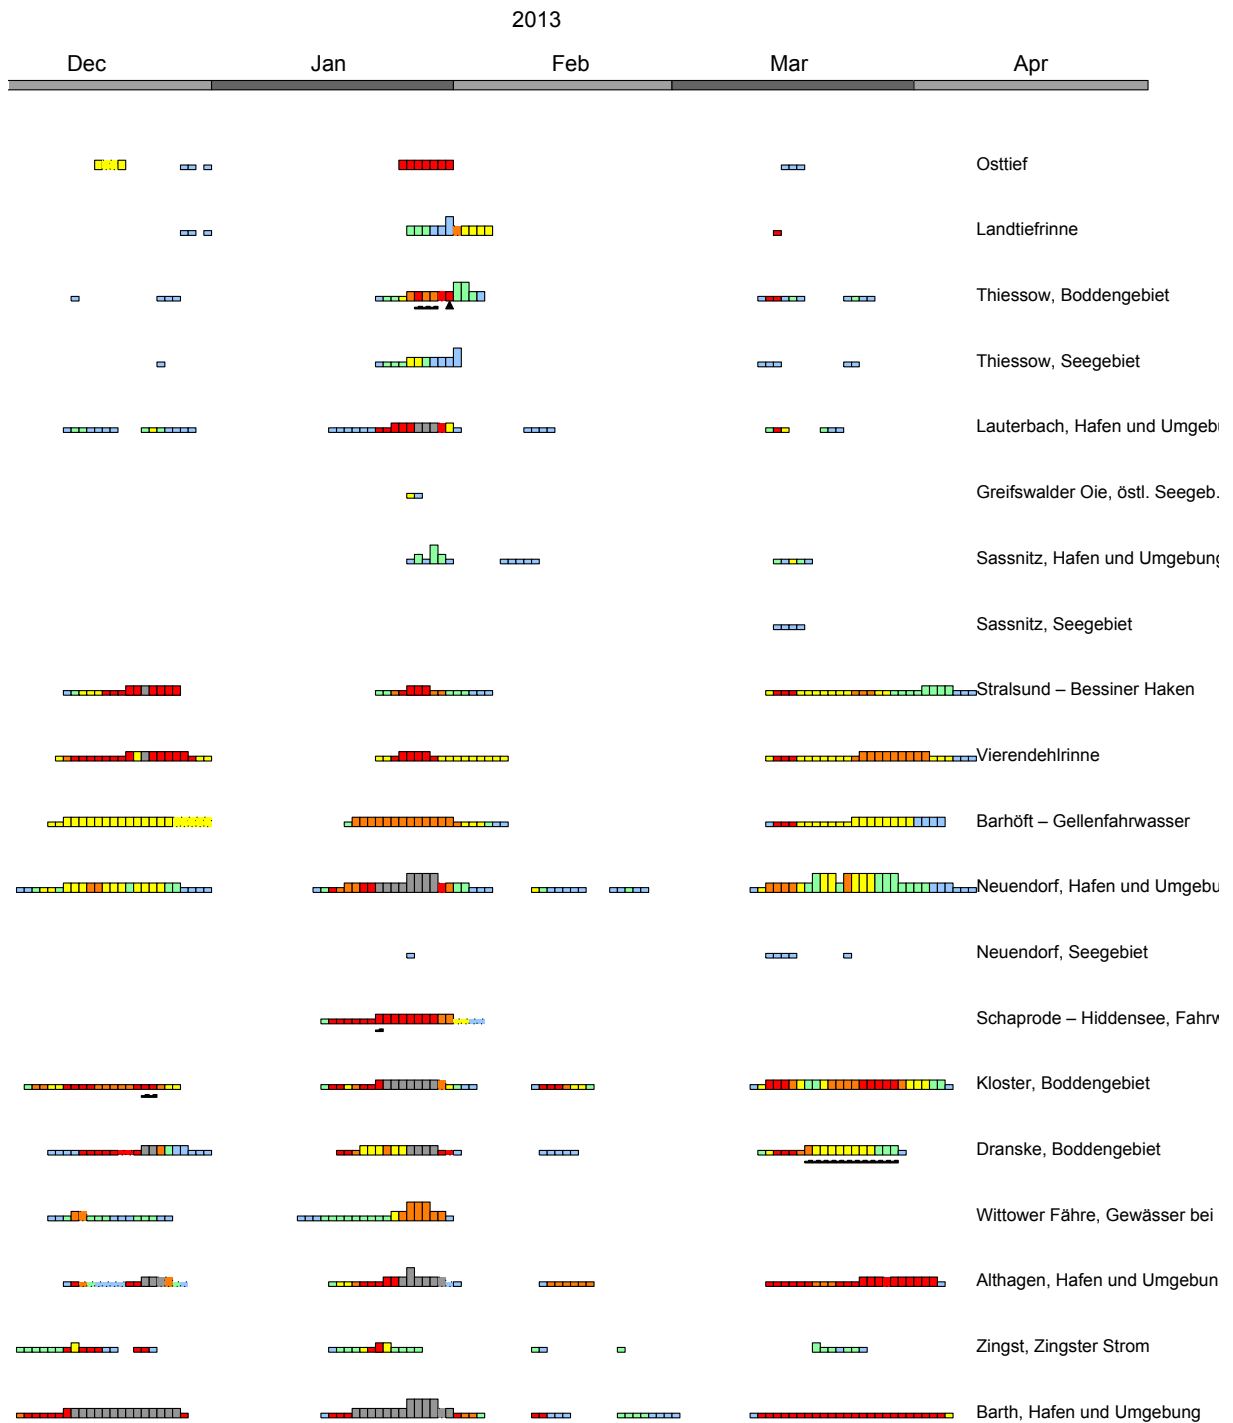 2013
Dec Jan Feb Mar Apr
Osttief
Landtiefrinne
Thiessow, Boddengebiet
Thiessow, Seegebiet
Lauterbach, Hafen und Umgebu
Greifswalder Oie, östl. Seegeb.
Sassnitz, Hafen und Umgebung
Sassnitz, Seegebiet
Stralsund – Bessiner Haken
Vierendehlrinne
Barhöft – Gellenfahrwasser
Neuendorf, Hafen und Umgebu
Neuendorf, Seegebiet
Schaprode – Hiddensee, Fahrw
Kloster, Boddengebiet
Dranske, Boddengebiet
Wittower Fähre, Gewässer bei
Althagen, Hafen und Umgebun
Zingst, Zingster Strom
Barth, Hafen und Umgebung